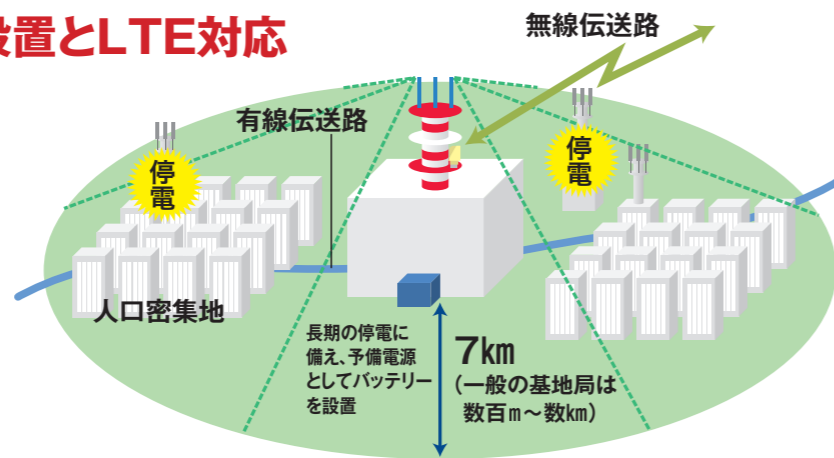 設置とLTE対応
無線伝送路
有線伝送路
停電
停電
人口密集地
長期の停電に
備え、予備電源
としてバッテリー
を設置
7㎞
（一般の基地局は
数百m～数㎞）